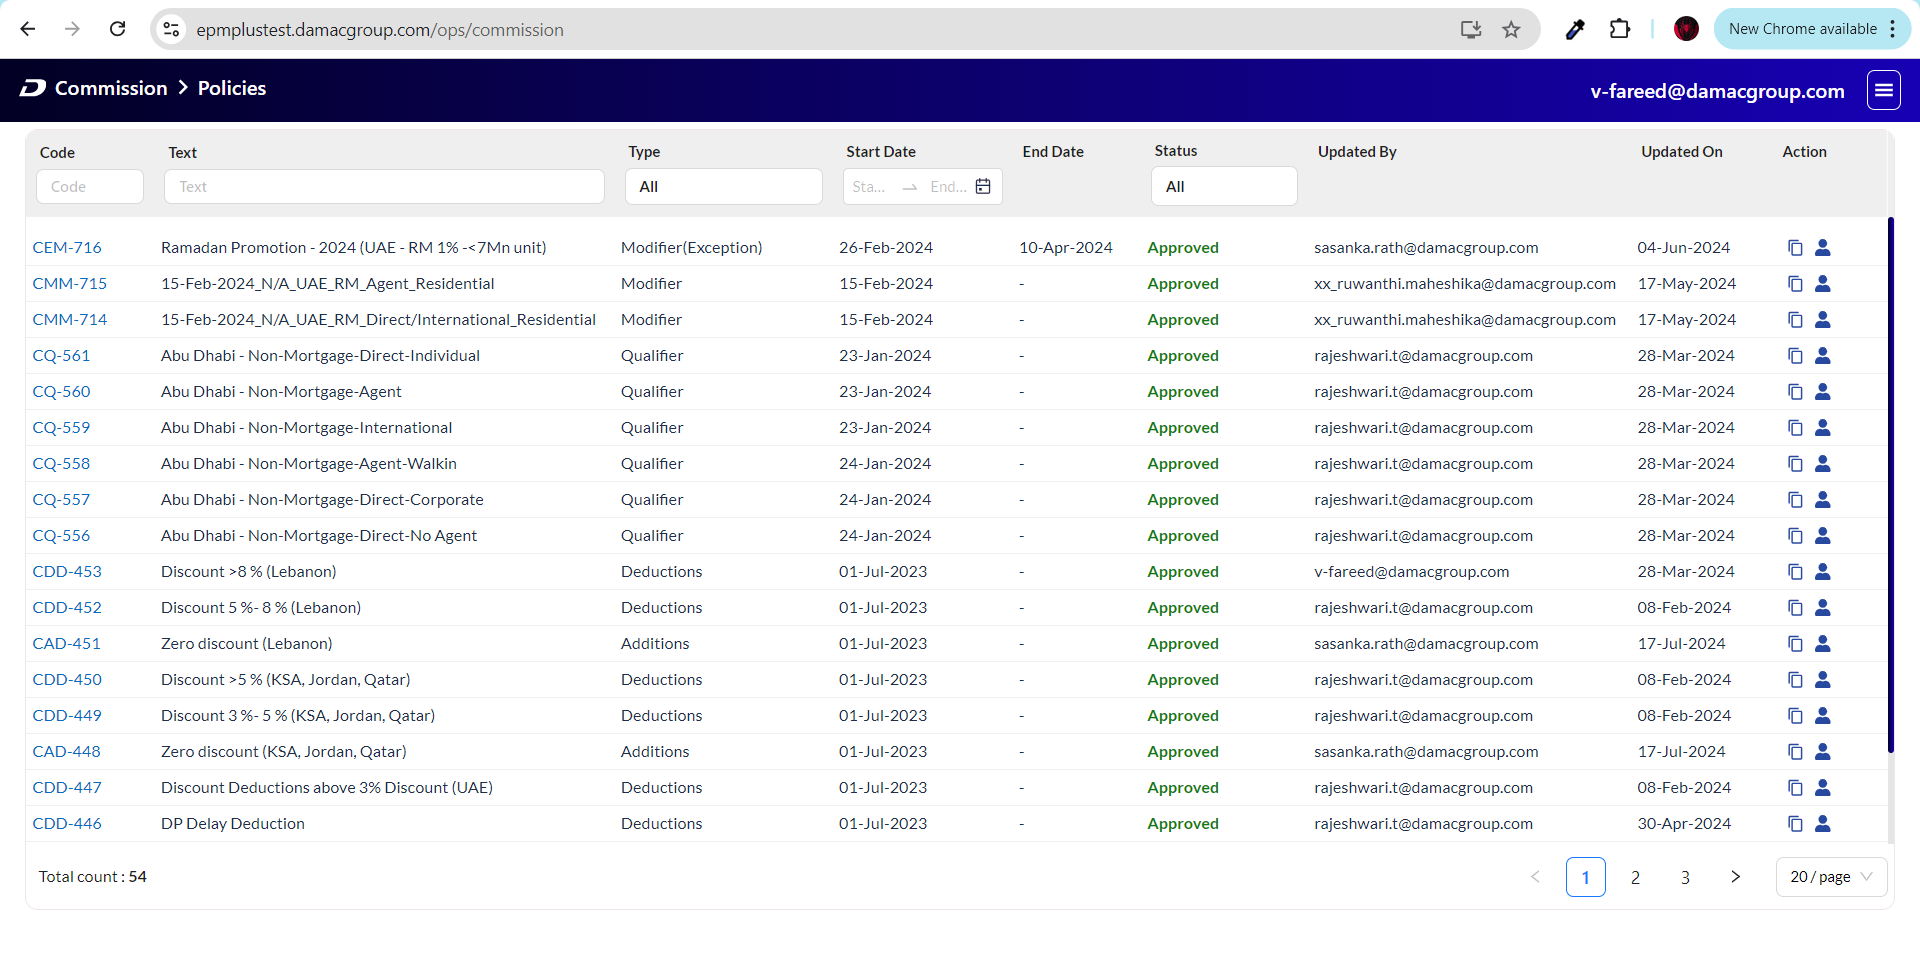 epmplustest.damacgroup.com/ops/commission
New Chrome available
Commission > Policies
v-fareed@damacgroup.com
Code Text Type Start Date End Date Status Updated By Updated On Action
Code Text All Sta... → End... All
CEM-716 Ramadan Promotion - 2024 (UAE - RM 1% -<7Mn unit) Modifier(Exception) 26-Feb-2024 10-Apr-2024 Approved sasanka.rath@damacgroup.com 04-Jun-2024
CMM-715 15-Feb-2024_N/A_UAE_RM_Agent_Residential Modifier 15-Feb-2024 - Approved xx_ruwanthi.maheshika@damacgroup.com 17-May-2024
CMM-714 15-Feb-2024_N/A_UAE_RM_Direct/International_Residential Modifier 15-Feb-2024 - Approved xx_ruwanthi.maheshika@damacgroup.com 17-May-2024
CQ-561 Abu Dhabi - Non-Mortgage-Direct-Individual Qualifier 23-Jan-2024 - Approved rajeshwari.t@damacgroup.com 28-Mar-2024
CQ-560 Abu Dhabi - Non-Mortgage-Agent Qualifier 23-Jan-2024 - Approved rajeshwari.t@damacgroup.com 28-Mar-2024
CQ-559 Abu Dhabi - Non-Mortgage-International Qualifier 23-Jan-2024 - Approved rajeshwari.t@damacgroup.com 28-Mar-2024
CQ-558 Abu Dhabi - Non-Mortgage-Agent-Walkin Qualifier 24-Jan-2024 - Approved rajeshwari.t@damacgroup.com 28-Mar-2024
CQ-557 Abu Dhabi - Non-Mortgage-Direct-Corporate Qualifier 24-Jan-2024 - Approved rajeshwari.t@damacgroup.com 28-Mar-2024
CQ-556 Abu Dhabi - Non-Mortgage-Direct-No Agent Qualifier 24-Jan-2024 - Approved rajeshwari.t@damacgroup.com 28-Mar-2024
CDD-453 Discount >8 % (Lebanon) Deductions 01-Jul-2023 - Approved v-fareed@damacgroup.com 28-Mar-2024
CDD-452 Discount 5 %- 8 % (Lebanon) Deductions 01-Jul-2023 - Approved rajeshwari.t@damacgroup.com 08-Feb-2024
CAD-451 Zero discount (Lebanon) Additions 01-Jul-2023 - Approved sasanka.rath@damacgroup.com 17-Jul-2024
CDD-450 Discount >5 % (KSA, Jordan, Qatar) Deductions 01-Jul-2023 - Approved rajeshwari.t@damacgroup.com 08-Feb-2024
CDD-449 Discount 3 %- 5 % (KSA, Jordan, Qatar) Deductions 01-Jul-2023 - Approved rajeshwari.t@damacgroup.com 08-Feb-2024
CAD-448 Zero discount (KSA, Jordan, Qatar) Additions 01-Jul-2023 - Approved sasanka.rath@damacgroup.com 17-Jul-2024
CDD-447 Discount Deductions above 3% Discount (UAE) Deductions 01-Jul-2023 - Approved rajeshwari.t@damacgroup.com 08-Feb-2024
CDD-446 DP Delay Deduction Deductions 01-Jul-2023 - Approved rajeshwari.t@damacgroup.com 30-Apr-2024
Total count : 54 < 1 2 3 > 20 / page